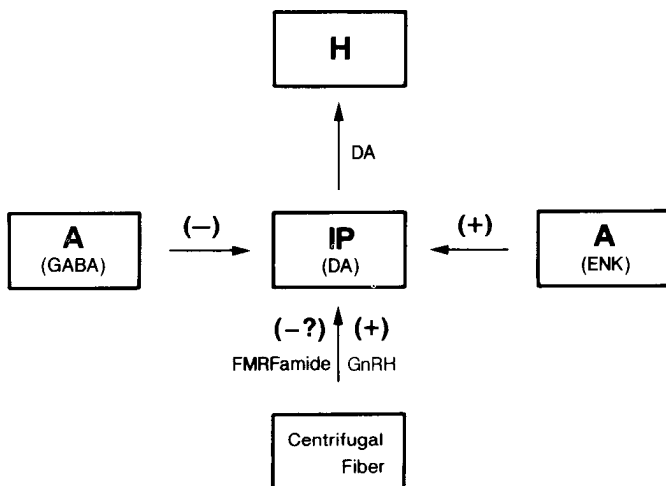 H
DA
A
(GABA)
(−)
IP
(DA)
(+)
A
(ENK)
(−?) (+)
FMRFamide GnRH
Centrifugal
Fiber